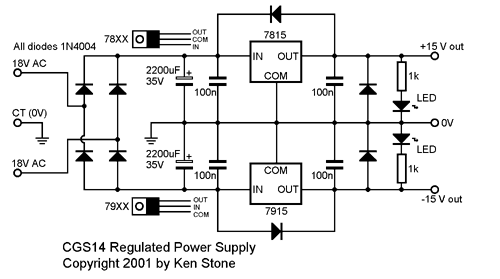 78XX
OUT
COM
IN
7815
All diodes 1N4004
18V AC
IN
OUT
COM
+15 V out
2200uF
35V
100n
100n
1k
LED
CT (0V)
0V
LED
18V AC
2200uF
35V
100n
COM
100n
1k
IN
OUT
79XX
IN
OUT
COM
7915
-15 V out
CGS14 Regulated Power Supply
Copyright 2001 by Ken Stone